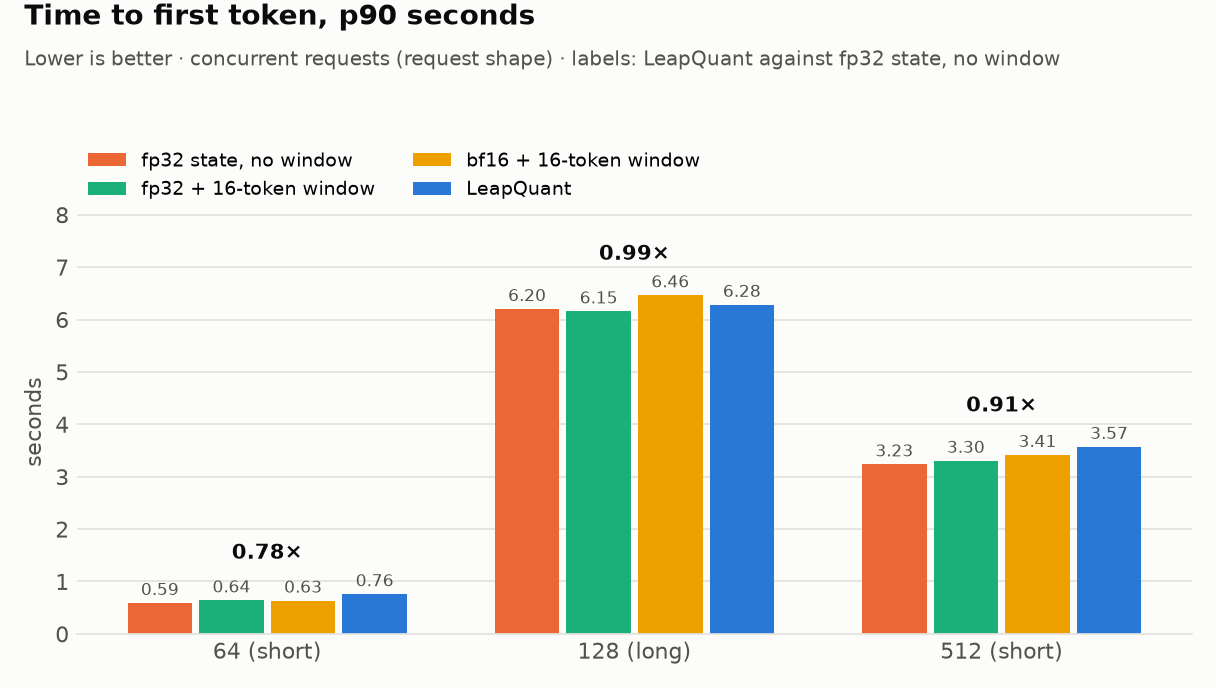 Time to first token, p90 seconds
Lower is better · concurrent requests (request shape) · labels: LeapQuant against fp32 state, no window
fp32 state, no window
bf16 + 16-token window
fp32 + 16-token window
LeapQuant
8
7
6
5
4
3
2
1
0
seconds
0.78×
0.59
0.64
0.63
0.76
0.99×
6.20
6.15
6.46
6.28
0.91×
3.23
3.30
3.41
3.57
64 (short)
128 (long)
512 (short)